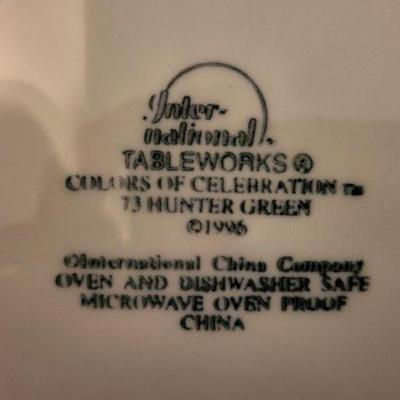 Inter-
national.
TABLEWORKS®
COLORS OF CELEBRATION™
73 HUNTER GREEN
©1996
©International China Company
OVEN AND DISHWASHER SAFE
MICROWAVE OVEN PROOF
CHINA